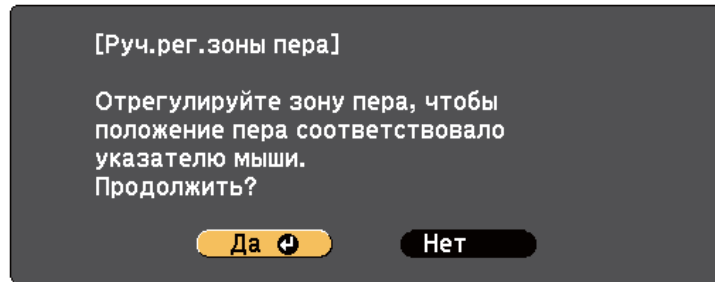 [Руч.рег.зоны пера]
Отрегулируйте зону пера, чтобы
положение пера соответствовало
указателю мыши.
Продолжить?
Да Нет